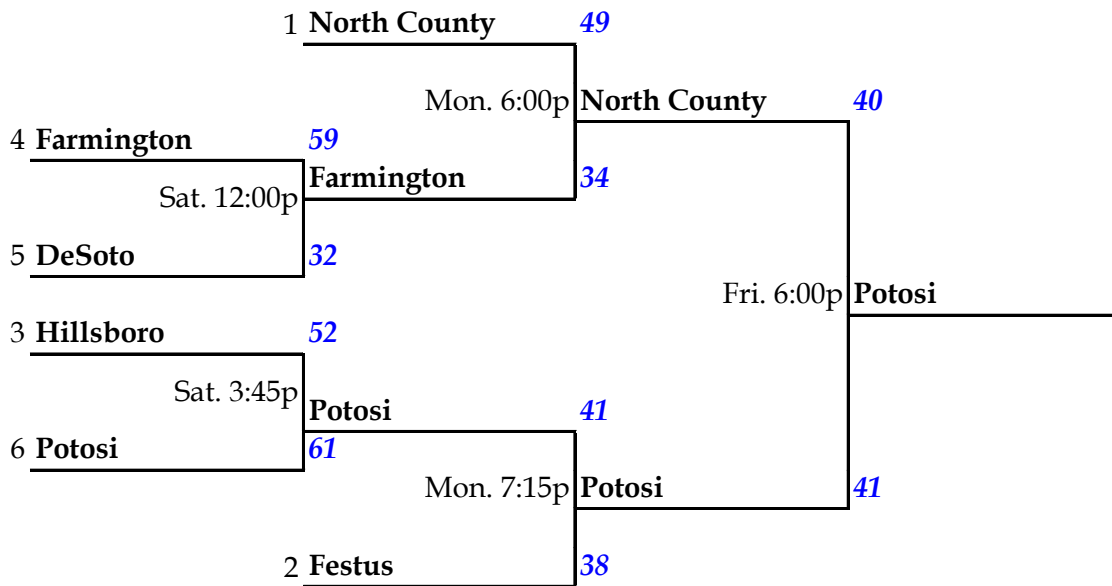 1 North County 49
Mon. 6:00p North County 40
4 Farmington 59
Farmington 34
Sat. 12:00p
5 DeSoto 32
Fri. 6:00p Potosi
3 Hillsboro 52
Sat. 3:45p
Potosi 41
6 Potosi 61
Mon. 7:15p Potosi 41
2 Festus 38